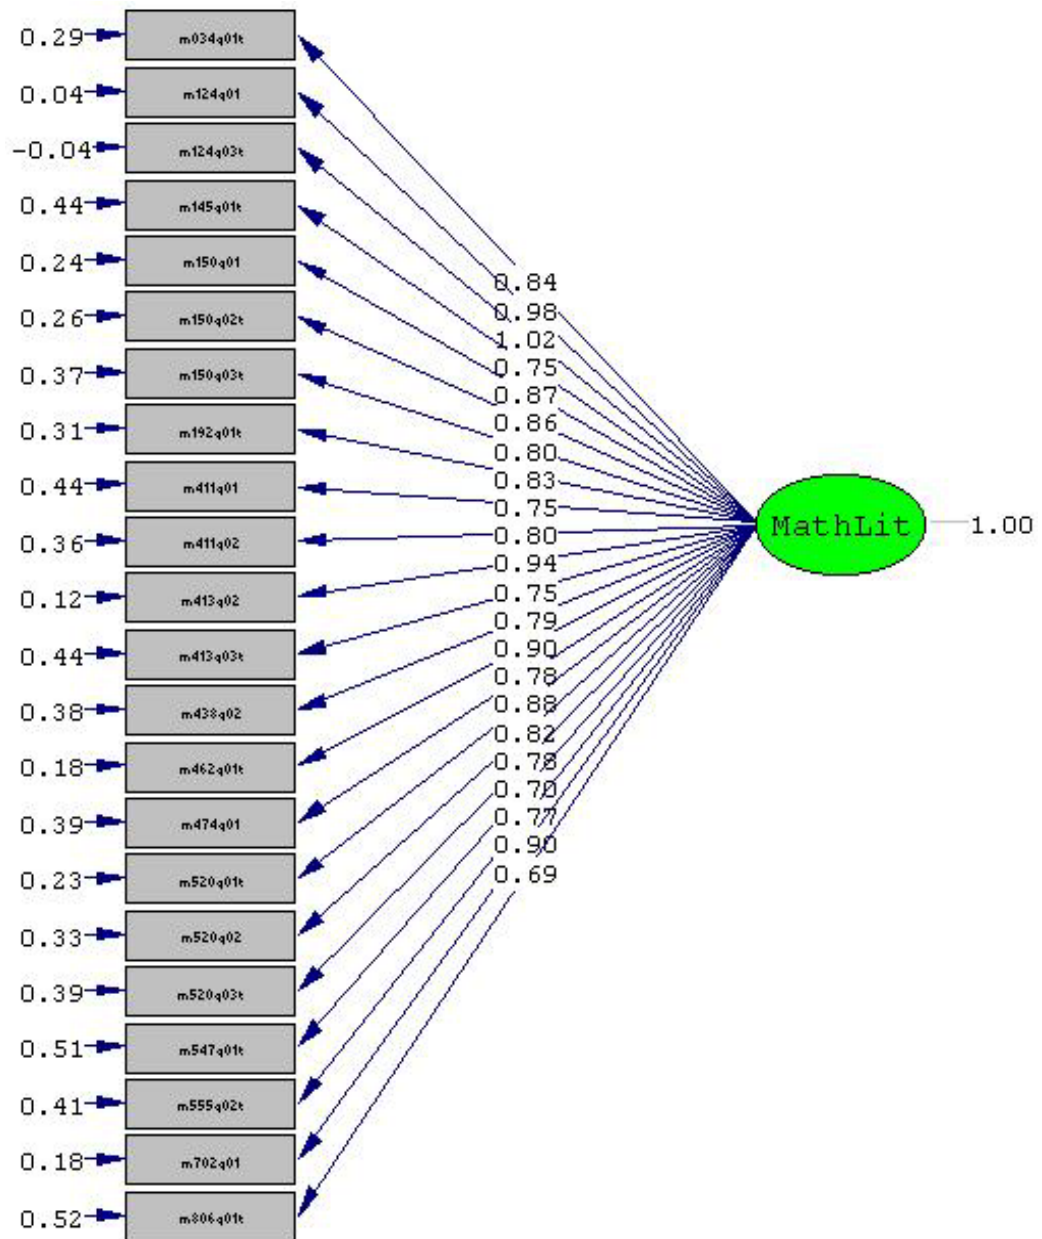 0.29 m034q01t
0.04 m124q01
-0.04 m124q03t
0.44 m145q01t
0.24 m150q01
0.26 m150q02t
0.37 m150q03t
0.31 m192q01t
0.44 m411q01
0.36 m411q02
0.12 m413q02
0.44 m413q03t
0.38 m438q02
0.18 m462q01t
0.39 m474q01
0.23 m520q01t
0.33 m520q02
0.39 m520q03t
0.51 m547q01t
0.41 m555q02t
0.18 m702q01
0.52 m806q01t
0.84
0.98
1.02
0.75
0.87
0.86
0.80
0.83
0.75
0.80
0.94
0.75
0.79
0.90
0.78
0.88
0.82
0.78
0.70
0.77
0.90
0.69
MathLit 1.00